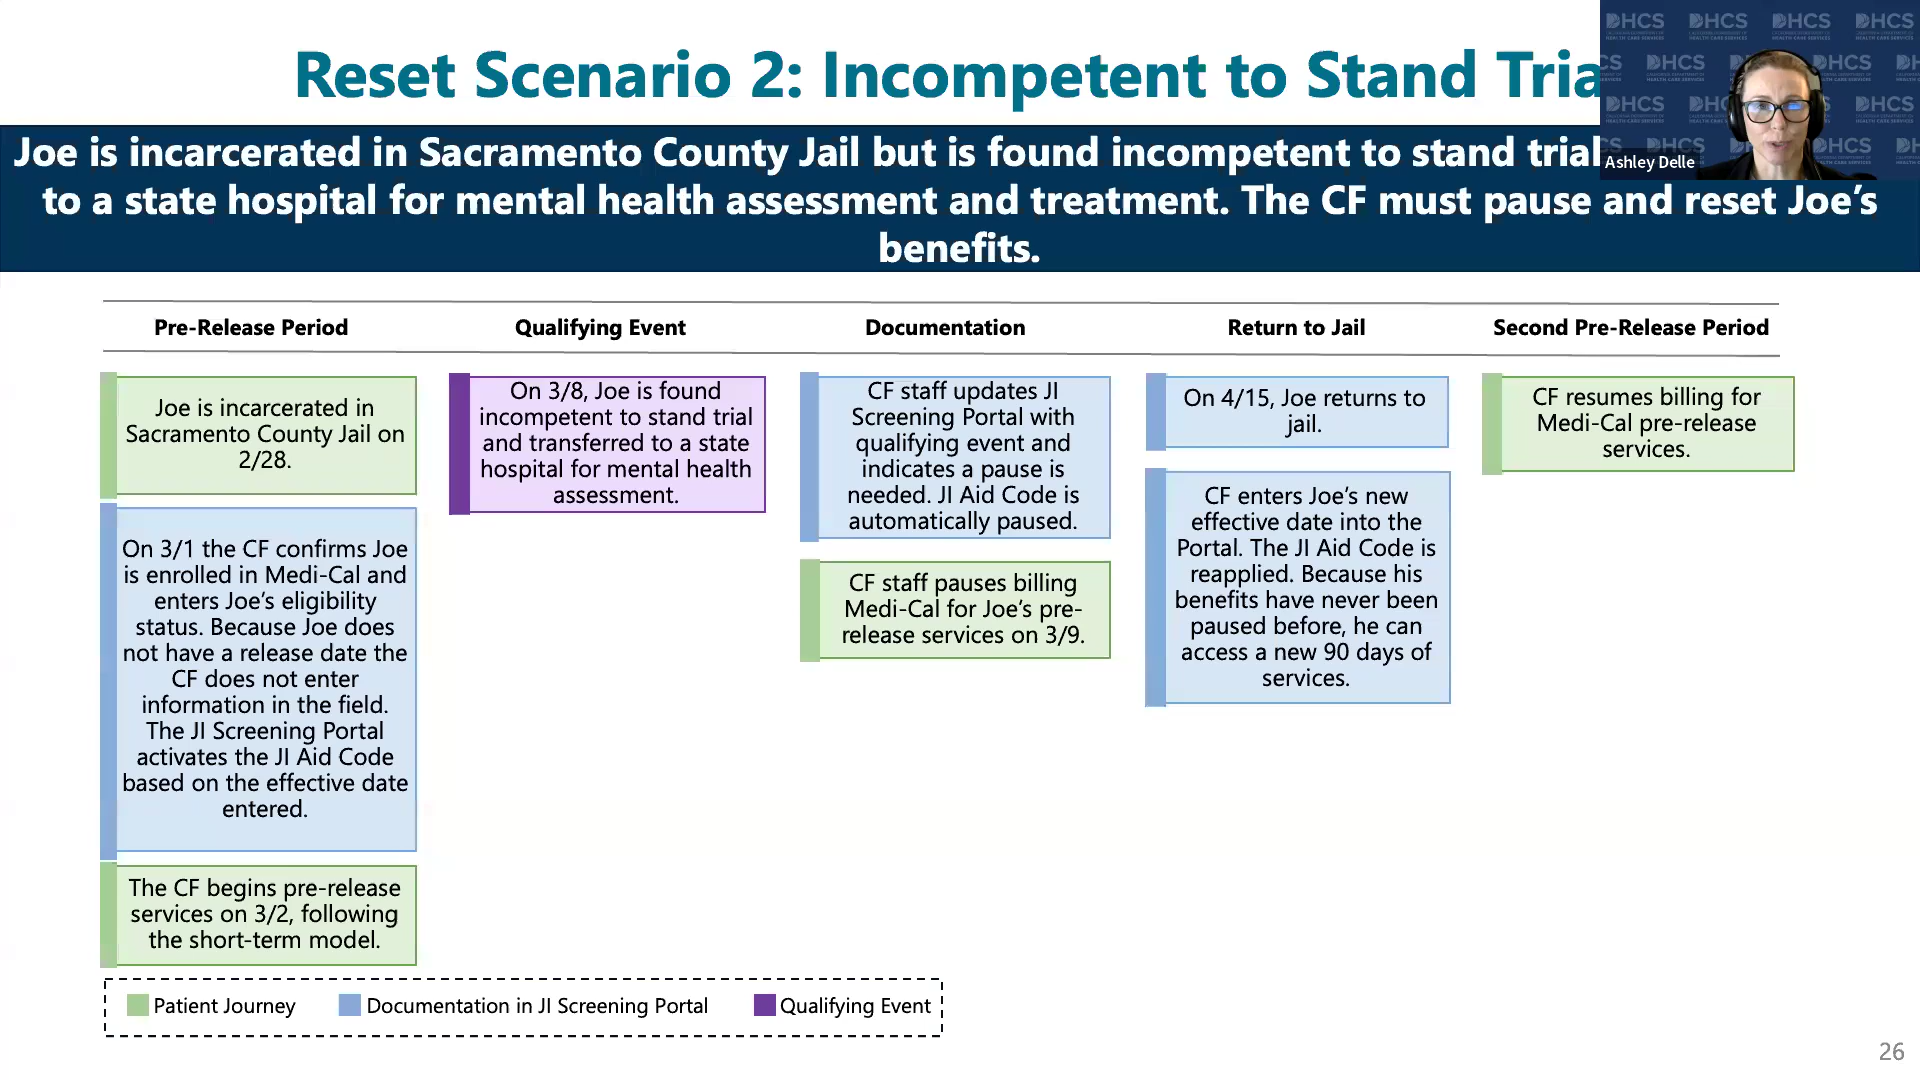 Reset Scenario 2: Incompetent to Stand
Joe is incarcerated in Sacramento County Jail but is found incompetent to stand trial
to a state hospital for mental health assessment and treatment. The CF must pause and reset Joe's
benefits.
DHCS DHCS DHCS DHCS
Ashley Delle
Pre-Release Period
Qualifying Event
Documentation
Return to Jail
Second Pre-Release Period
Joe is incarcerated in
Sacramento County Jail on
2/28.
On 3/1 the CF confirms Joe
is enrolled in Medi-Cal and
enters Joe's eligibility
status. Because Joe does
not have a release date the
CF does not enter
information in the field.
The JI Screening Portal
activates the JI Aid Code
based on the effective date
entered.
The CF begins pre-release
services on 3/2, following
the short-term model.
On 3/8, Joe is found
incompetent to stand trial
and transferred to a state
hospital for mental health
assessment.
CF staff updates JI
Screening Portal with
qualifying event and
indicates a pause is
needed. JI Aid Code is
automatically paused.
CF staff pauses billing
Medi-Cal for Joe's pre-
release services on 3/9.
On 4/15, Joe returns to
jail.
CF enters Joe's new
effective date into the
Portal. The JI Aid Code is
reapplied. Because his
benefits have never been
paused before, he can
access a new 90 days of
services.
CF resumes billing for
Medi-Cal pre-release
services.
Patient Journey
Documentation in JI Screening Portal
Qualifying Event
26